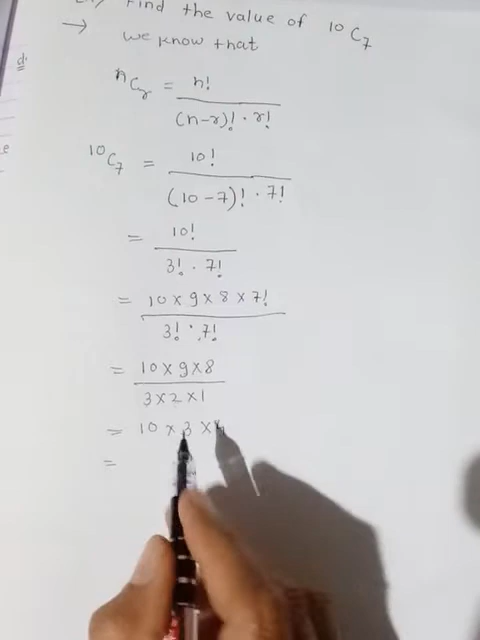 Find the value of ¹⁰C₇
→ we know that
ⁿCᵣ = n! / (n-r)! · r!
¹⁰C₇ = 10! / (10-7)! · 7!
= 10! / 3! · 7!
= 10 × 9 × 8 × 7! / 3! · 7!
= 10 × 9 × 8 / 3 × 2 × 1
= 10 × 3 × 4
=